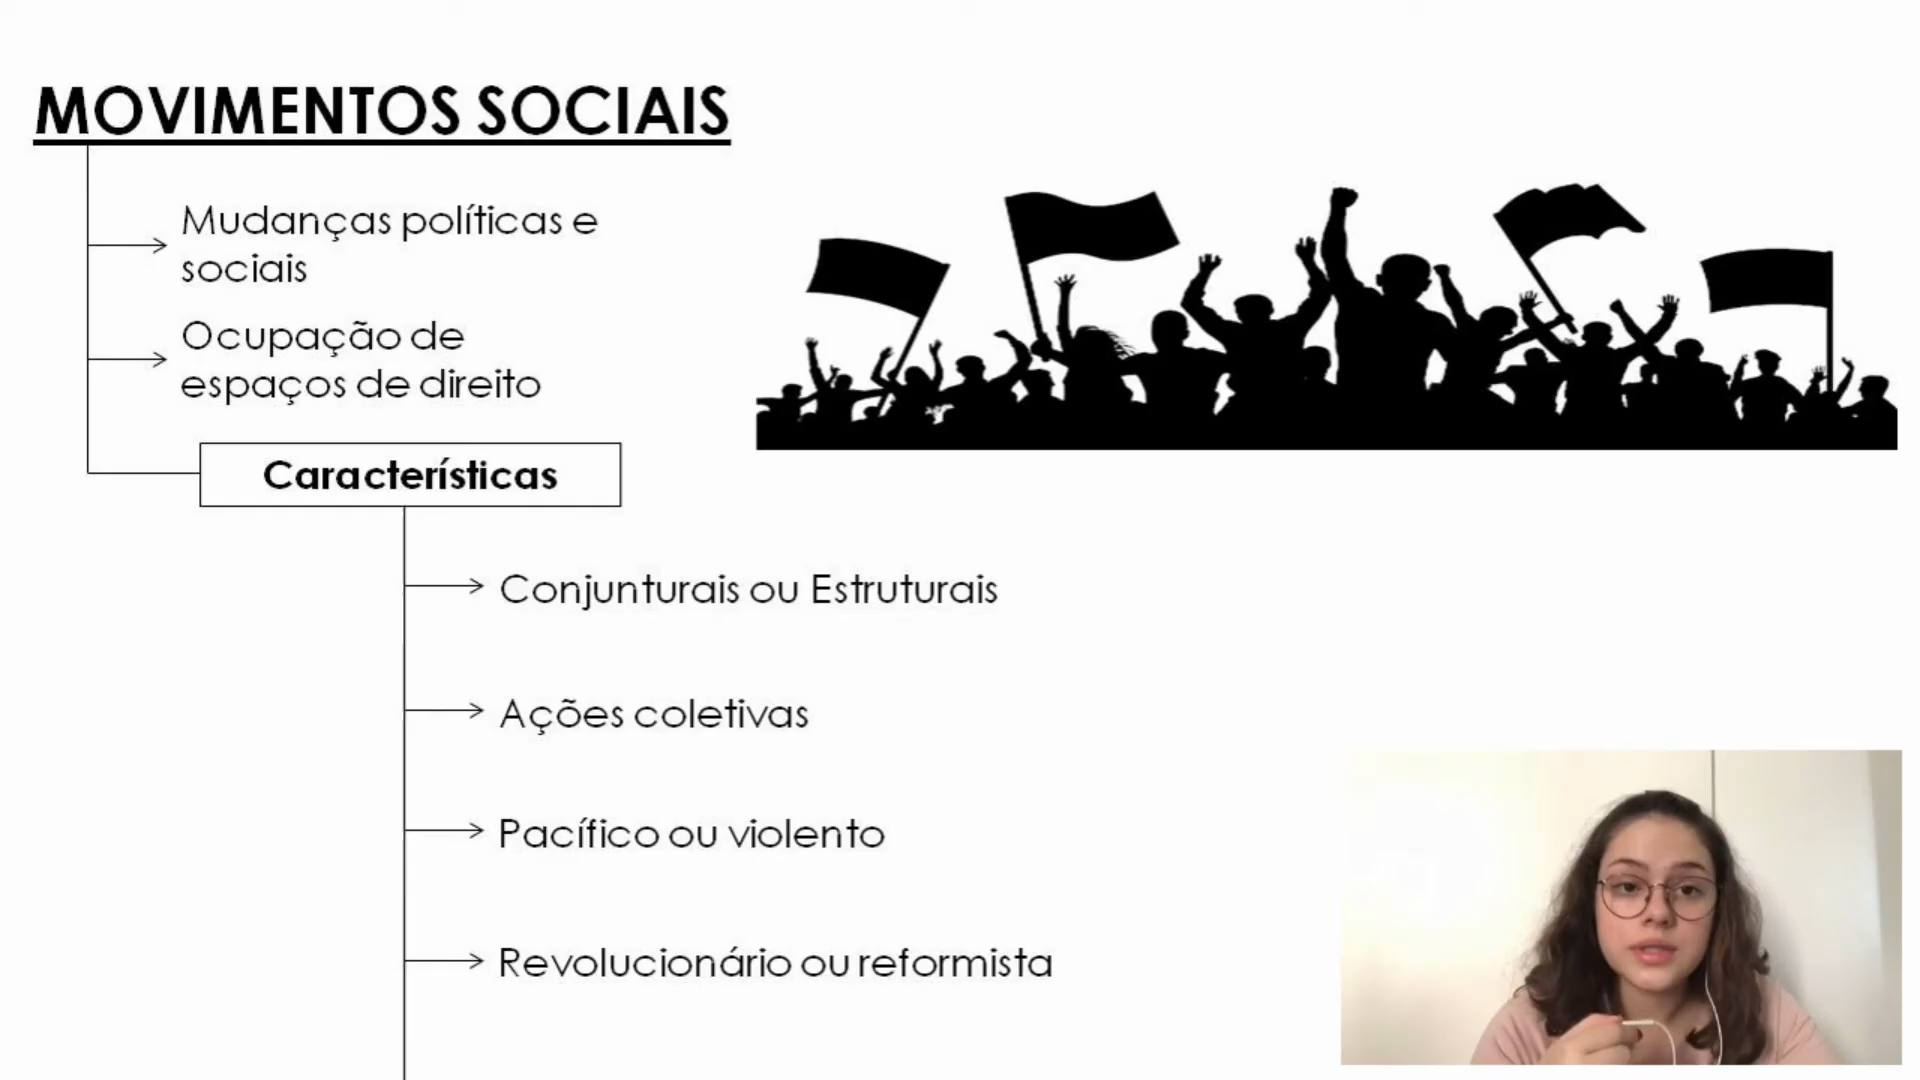 MOVIMENTOS SOCIAIS
Mudanças políticas e
sociais
Ocupação de
espaços de direito
Características
Conjunturais ou Estruturais
Ações coletivas
Pacífico ou violento
Revolucionário ou reformista